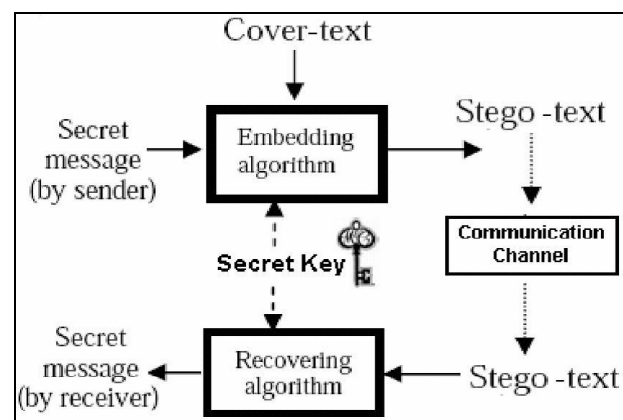 Cover-text
Secret
message
(by sender)
Embedding
algorithm
Stego -text
Communication
Channel
Secret Key
Secret
message
(by receiver)
Recovering
algorithm
Stego -text